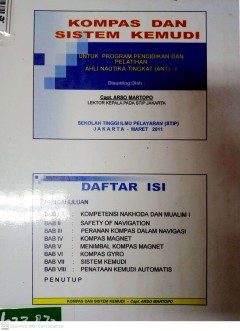 KOMPAS DAN
SISTEM KEMUDI
UNTUK PROGRAM PENDIDIKAN DAN
PELATIHAN
AHLI NAUTIKA TINGKAT (ANT) - I
Disunting Oleh :
Capt. ARSO MARTOPO
LEKTOR KEPALA PADA STIP JAKARTA
SEKOLAH TINGGI ILMU PELAYARAN (STIP)
JAKARTA - MARET 2011
DAFTAR ISI
PENDAHULUAN
BAB I : KOMPETENSI NAKHODA DAN MUALIM I.
BAB II : SAFETY OF NAVIGATION
BAB III : PERANAN KOMPAS DALAM NAVIGASI
BAB IV : KOMPAS MAGNET
BAB V : MENIMBAL KOMPAS MAGNET
BAB VI : KOMPAS GYRO
BAB VII : SISTEM KEMUDI
BAB VIII : PENATAAN KEMUDI AUTOMATIS
PENUTUP
KOMPAS DAN SISTEM KEMUDI - Capt. ARSO MARTOPO
Scanned with CamScanner